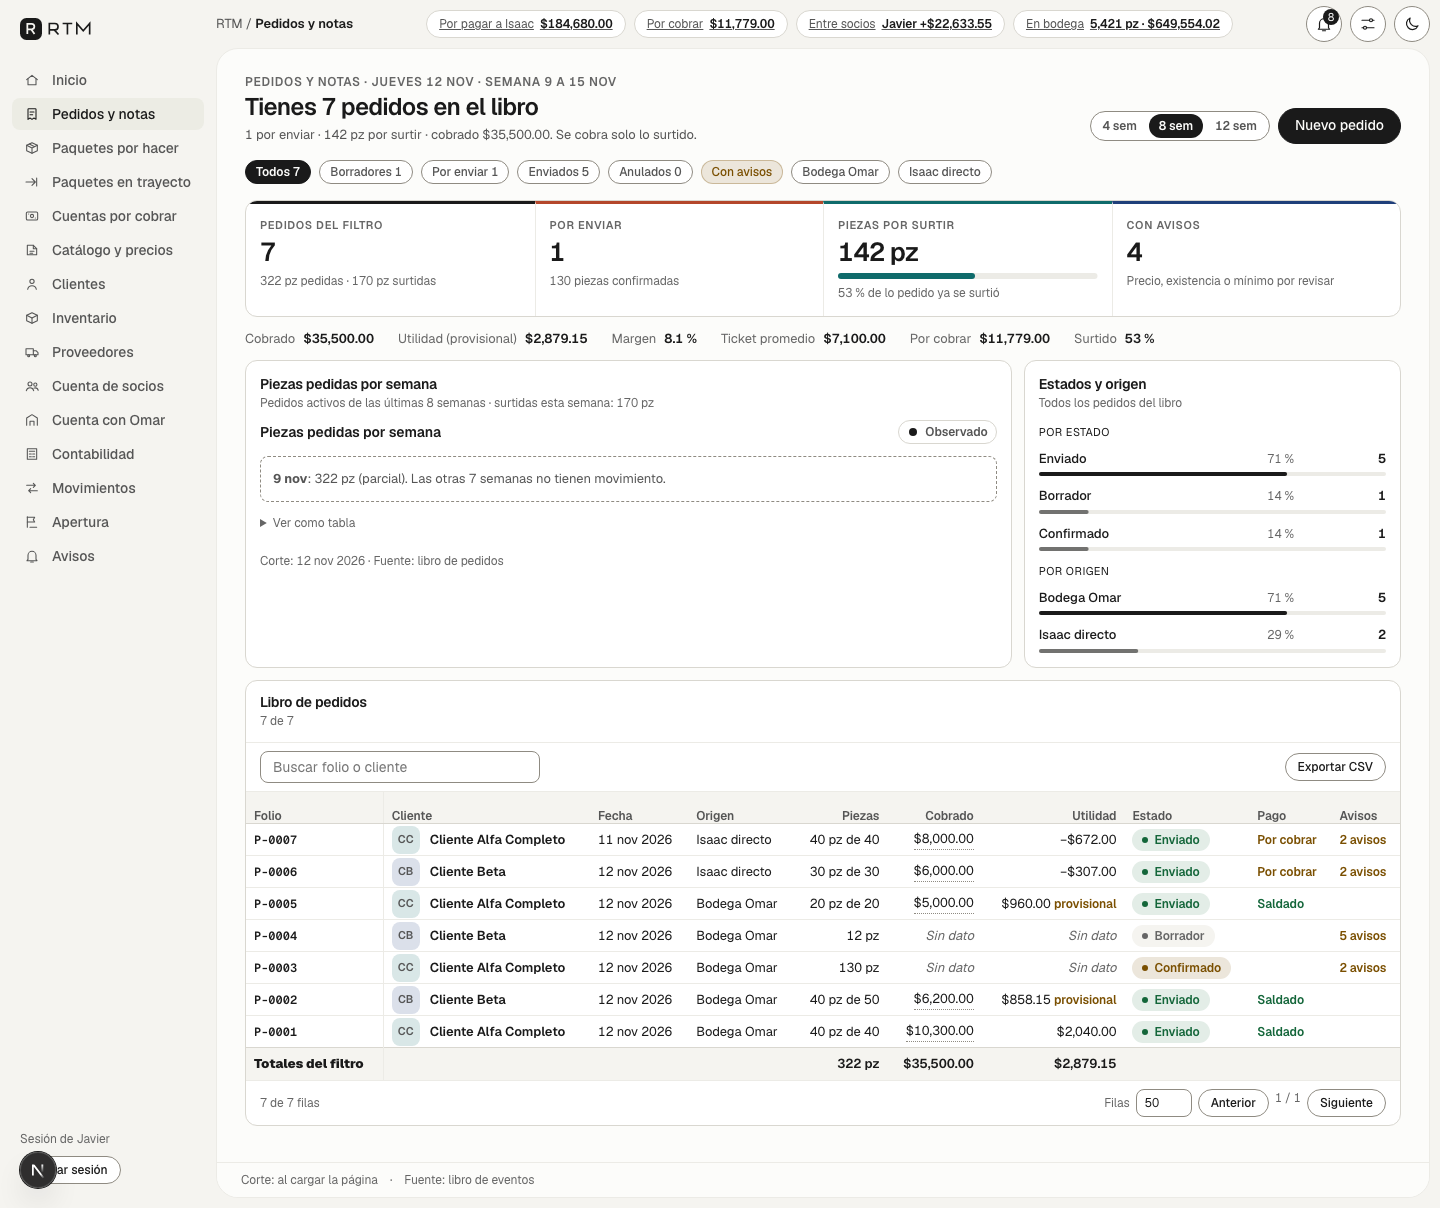 R RTM
RTM / Pedidos y notas
Por pagar a Isaac $184,680.00
Por cobrar $11,779.00
Entre socios Javier +$22,633.55
En bodega 5,421 pz · $649,554.02
8
Inicio
Pedidos y notas
Paquetes por hacer
Paquetes en trayecto
Cuentas por cobrar
Catálogo y precios
Clientes
Inventario
Proveedores
Cuenta de socios
Cuenta con Omar
Contabilidad
Movimientos
Apertura
Avisos
Sesión de Javier
N ar sesión
PEDIDOS Y NOTAS · JUEVES 12 NOV · SEMANA 9 A 15 NOV
Tienes 7 pedidos en el libro
1 por enviar · 142 pz por surtir · cobrado $35,500.00. Se cobra solo lo surtido.
4 sem 8 sem 12 sem Nuevo pedido
Todos 7 Borradores 1 Por enviar 1 Enviados 5 Anulados 0 Con avisos Bodega Omar Isaac directo
PEDIDOS DEL FILTRO
7
322 pz pedidas · 170 pz surtidas
POR ENVIAR
1
130 piezas confirmadas
PIEZAS POR SURTIR
142 pz
53 % de lo pedido ya se surtió
CON AVISOS
4
Precio, existencia o mínimo por revisar
Cobrado $35,500.00 Utilidad (provisional) $2,879.15 Margen 8.1 % Ticket promedio $7,100.00 Por cobrar $11,779.00 Surtido 53 %
Piezas pedidas por semana
Pedidos activos de las últimas 8 semanas · surtidas esta semana: 170 pz
Piezas pedidas por semana Observado
9 nov: 322 pz (parcial). Las otras 7 semanas no tienen movimiento.
Ver como tabla
Corte: 12 nov 2026 · Fuente: libro de pedidos
Estados y origen
Todos los pedidos del libro
POR ESTADO
Enviado 71 % 5
Borrador 14 % 1
Confirmado 14 % 1
POR ORIGEN
Bodega Omar 71 % 5
Isaac directo 29 % 2
Libro de pedidos
7 de 7
Buscar folio o cliente Exportar CSV
Folio Cliente Fecha Origen Piezas Cobrado Utilidad Estado Pago Avisos
P-0007 CC Cliente Alfa Completo 11 nov 2026 Isaac directo 40 pz de 40 $8,000.00 −$672.00 Enviado Por cobrar 2 avisos
P-0006 CB Cliente Beta 12 nov 2026 Isaac directo 30 pz de 30 $6,000.00 −$307.00 Enviado Por cobrar 2 avisos
P-0005 CC Cliente Alfa Completo 12 nov 2026 Bodega Omar 20 pz de 20 $5,000.00 $960.00 provisional Enviado Saldado
P-0004 CB Cliente Beta 12 nov 2026 Bodega Omar 12 pz Sin dato Sin dato Borrador 5 avisos
P-0003 CC Cliente Alfa Completo 12 nov 2026 Bodega Omar 130 pz Sin dato Sin dato Confirmado 2 avisos
P-0002 CB Cliente Beta 12 nov 2026 Bodega Omar 40 pz de 50 $6,200.00 $858.15 provisional Enviado Saldado
P-0001 CC Cliente Alfa Completo 12 nov 2026 Bodega Omar 40 pz de 40 $10,300.00 $2,040.00 Enviado Saldado
Totales del filtro 322 pz $35,500.00 $2,879.15
7 de 7 filas Filas 50 Anterior 1 / 1 Siguiente
Corte: al cargar la página · Fuente: libro de eventos